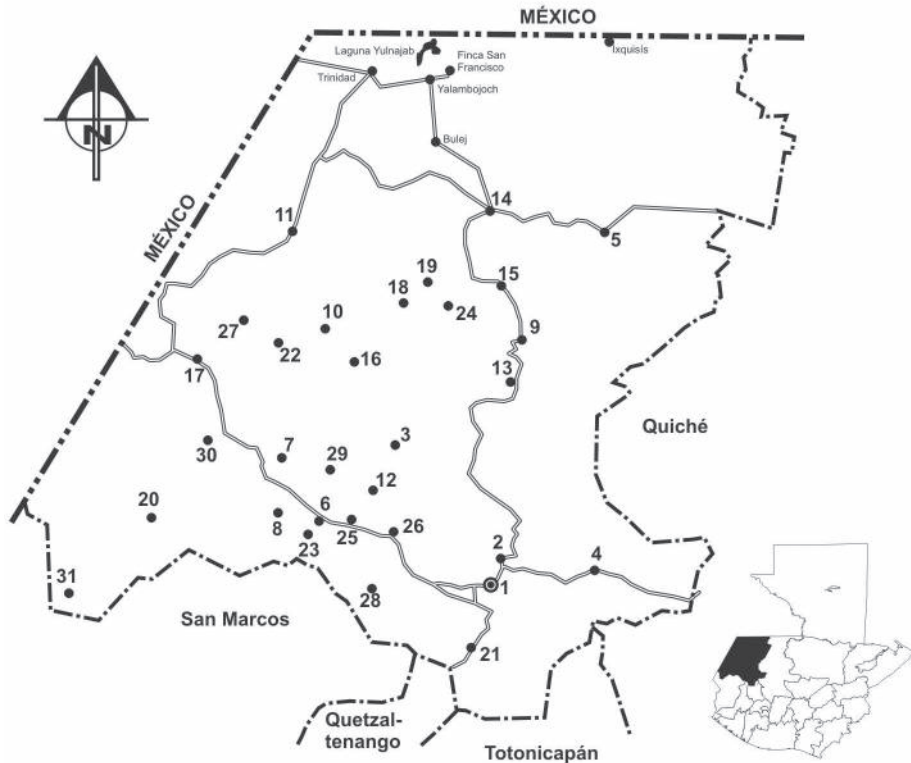 MÉXICO
Laguna Yulnajab
Finca San
Francisco
Ixquisís
Trinidad
Yalambojoch
N
Bulej
MÉXICO
14
11
5
19
15
18
10
24
27
9
22
16
17
13
Quiché
3
7
30
29
12
20
6
8
25
26
23
2
4
31
28
1
San Marcos
21
Quetzal-
tenango
Totonicapán